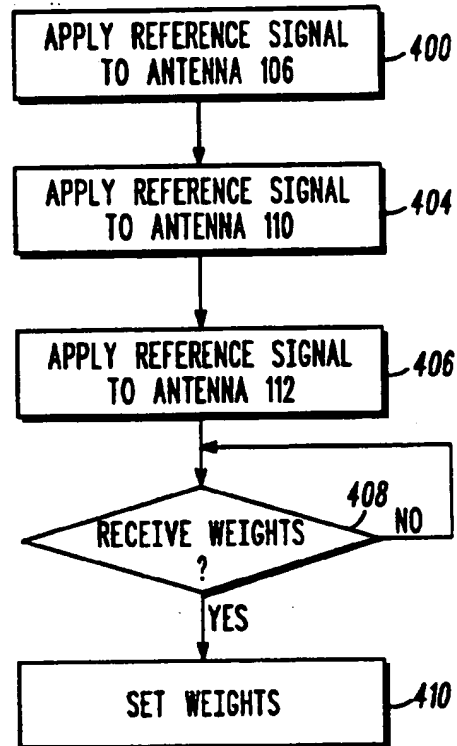 APPLY REFERENCE SIGNAL
TO ANTENNA 106
400
APPLY REFERENCE SIGNAL
TO ANTENNA 110
404
APPLY REFERENCE SIGNAL
TO ANTENNA 112
406
408
RECEIVE WEIGHTS
?
NO
YES
SET WEIGHTS
410